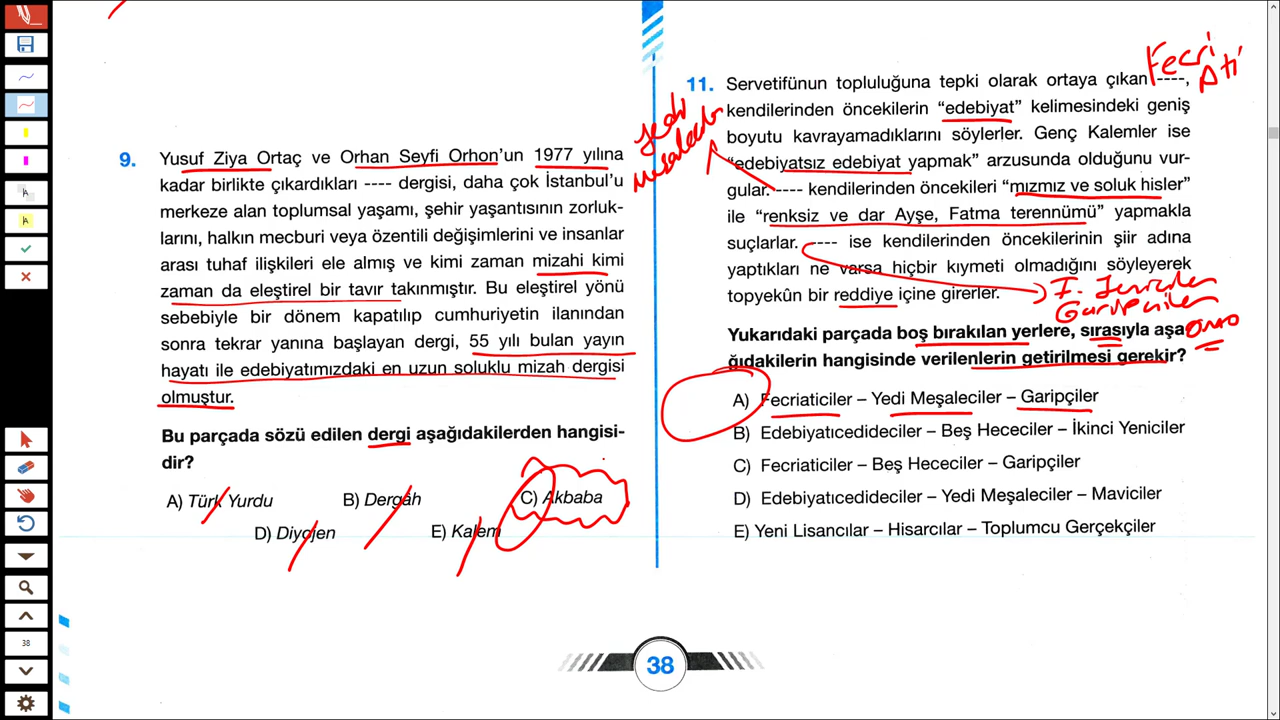 9. Yusuf Ziya Ortaç ve Orhan Seyfi Orhon'un 1977 yılına
kadar birlikte çıkardıkları ---- dergisi, daha çok İstanbul'u
merkeze alan toplumsal yaşamı, şehir yaşantısının zorluk-
larını, halkın mecburi veya özentili değişimlerini ve insanlar
arası tuhaf ilişkileri ele almış ve kimi zaman mizahi kimi
zaman da eleştirel bir tavır takınmıştır. Bu eleştirel yönü
sebebiyle bir dönem kapatılıp cumhuriyetin ilanından
sonra tekrar yanına başlayan dergi, 55 yılı bulan yayın
hayatı ile edebiyatımızdaki en uzun soluklu mizah dergisi
olmuştur.
Bu parçada sözü edilen dergi aşağıdakilerden hangisi-
dir?
A) Türk Yurdu B) Dergâh C) Akbaba
D) Diyojen E) Kalem
Fecri
Ati
11. Servetifünun topluluğuna tepki olarak ortaya çıkan ----,
kendilerinden öncekilerin "edebiyat" kelimesindeki geniş
boyutu kavrayamadıklarını söylerler. Genç Kalemler ise
"edebiyatsız edebiyat yapmak" arzusunda olduğunu vur-
gular. ---- kendilerinden öncekileri "mızmız ve soluk hisler"
ile "renksiz ve dar Ayşe, Fatma terennümü" yapmakla
suçlarlar. ---- ise kendilerinden öncekilerinin şiir adına
yaptıkları ne varsa hiçbir kıymeti olmadığını söyleyerek
topyekûn bir reddiye içine girerler.
I. Yeniciler
Garipçiler
Yukarıdaki parçada boş bırakılan yerlere, sırasıyla aşa-
ğıdakilerin hangisinde verilenlerin getirilmesi gerekir?
A) Fecriaticiler – Yedi Meşaleciler – Garipçiler
B) Edebiyatıcedideciler – Beş Hececiler – İkinci Yeniciler
C) Fecriaticiler – Beş Hececiler – Garipçiler
D) Edebiyatıcedideciler – Yedi Meşaleciler – Maviciler
E) Yeni Lisancılar – Hisarcılar – Toplumcu Gerçekçiler
38
38